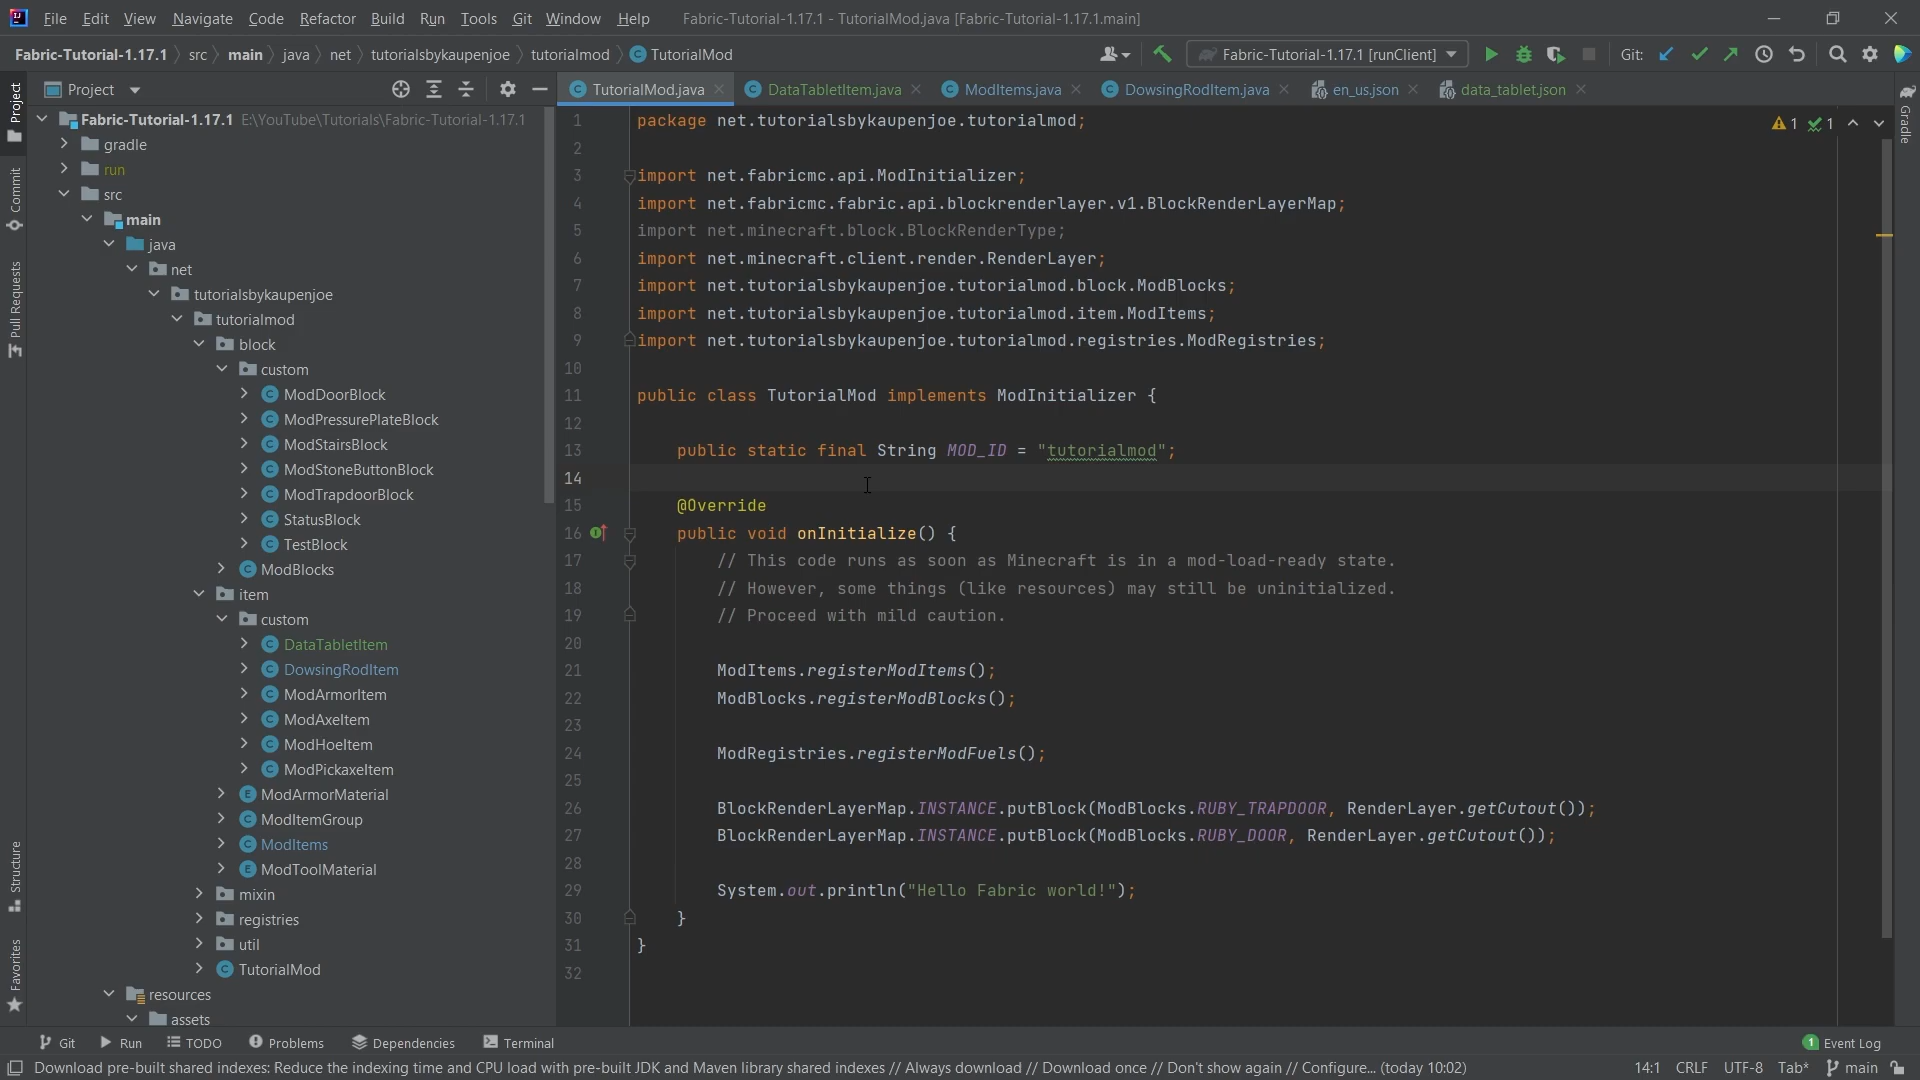 File Edit View Navigate Code Refactor Build Run Tools Git Window Help Fabric-Tutorial-1.17.1 - TutorialMod.java [Fabric-Tutorial-1.17.1.main]
Fabric-Tutorial-1.17.1 src main java net tutorialsbykaupenjoe tutorialmod TutorialMod Fabric-Tutorial-1.17.1 [runClient] Git:
Project
TutorialMod.java DataTabletItem.java ModItems.java DowsingRodItem.java en_us.json data_tablet.json
Project
Commit
Pull Requests
Structure
Favorites
Fabric-Tutorial-1.17.1 E:\YouTube\Tutorials\Fabric-Tutorial-1.17.1
gradle
run
src
main
java
net
tutorialsbykaupenjoe
tutorialmod
block
custom
ModDoorBlock
ModPressurePlateBlock
ModStairsBlock
ModStoneButtonBlock
ModTrapdoorBlock
StatusBlock
TestBlock
ModBlocks
item
custom
DataTabletItem
DowsingRodItem
ModArmorItem
ModAxeItem
ModHoeItem
ModPickaxeItem
ModArmorMaterial
ModItemGroup
ModItems
ModToolMaterial
mixin
registries
util
TutorialMod
resources
assets
1 package net.tutorialsbykaupenjoe.tutorialmod;
2
3 import net.fabricmc.api.ModInitializer;
4 import net.fabricmc.fabric.api.blockrenderlayer.v1.BlockRenderLayerMap;
5 import net.minecraft.block.BlockRenderType;
6 import net.minecraft.client.render.RenderLayer;
7 import net.tutorialsbykaupenjoe.tutorialmod.block.ModBlocks;
8 import net.tutorialsbykaupenjoe.tutorialmod.item.ModItems;
9 import net.tutorialsbykaupenjoe.tutorialmod.registries.ModRegistries;
10
11 public class TutorialMod implements ModInitializer {
12
13 public static final String MOD_ID = "tutorialmod";
14
15 @Override
16 public void onInitialize() {
17 // This code runs as soon as Minecraft is in a mod-load-ready state.
18 // However, some things (like resources) may still be uninitialized.
19 // Proceed with mild caution.
20
21 ModItems.registerModItems();
22 ModBlocks.registerModBlocks();
23
24 ModRegistries.registerModFuels();
25
26 BlockRenderLayerMap.INSTANCE.putBlock(ModBlocks.RUBY_TRAPDOOR, RenderLayer.getCutout());
27 BlockRenderLayerMap.INSTANCE.putBlock(ModBlocks.RUBY_DOOR, RenderLayer.getCutout());
28
29 System.out.println("Hello Fabric world!");
30 }
31 }
32
1 1
Gradle
Git Run TODO Problems Dependencies Terminal 1 Event Log
Download pre-built shared indexes: Reduce the indexing time and CPU load with pre-built JDK and Maven library shared indexes // Always download // Download once // Don't show again // Configure... (today 10:02) 14:1 CRLF UTF-8 Tab* main